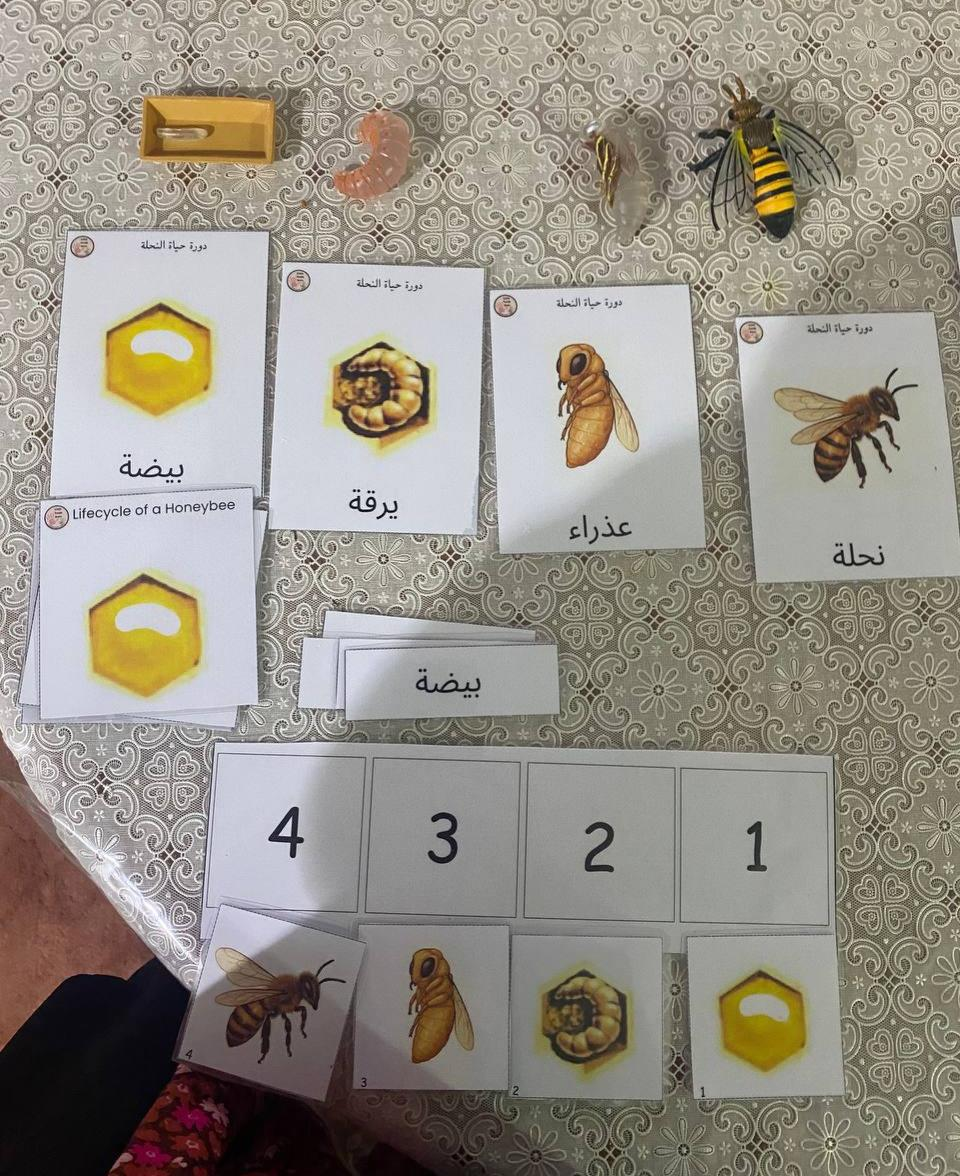 دورة حياة النحلة
بيضة
دورة حياة النحلة
يرقة
دورة حياة النحلة
عذراء
دورة حياة النحلة
نحلة
Lifecycle of a Honeybee
بيضة
4 3 2 1
4 3 2 1